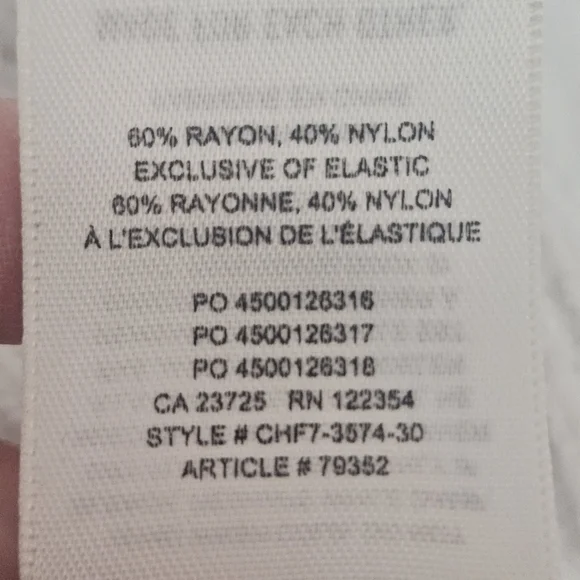 60% RAYON, 40% NYLON
EXCLUSIVE OF ELASTIC
60% RAYONNE, 40% NYLON
À L'EXCLUSION DE L'ÉLASTIQUE
PO 4500126316
PO 4500126317
PO 4500126318
CA 23725 RN 122354
STYLE # CHF7-3574-30
ARTICLE # 79352